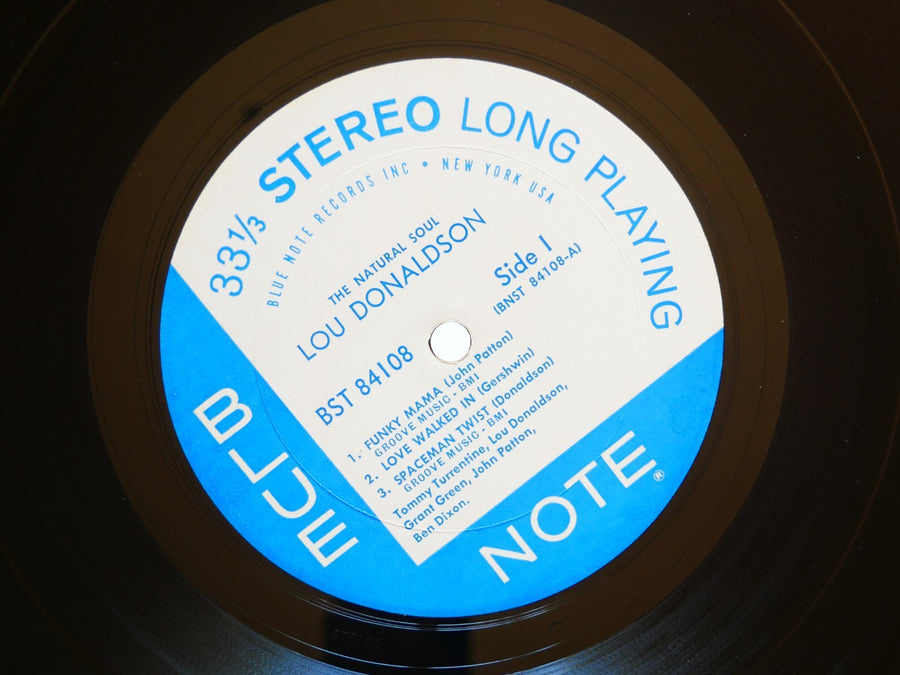 33⅓ STEREO LONG PLAYING
BLUE NOTE RECORDS INC • NEW YORK USA
THE NATURAL SOUL
LOU DONALDSON
Side 1
(BNST 84108-A)
BST 84108
1. FUNKY MAMA (John Patton)
GROOVE MUSIC - BMI
2. LOVE WALKED IN (Gershwin)
3. SPACEMAN TWIST (Donaldson)
GROOVE MUSIC - BMI
Tommy Turrentine, Lou Donaldson,
Grant Green, John Patton,
Ben Dixon.
BLUE
NOTE®